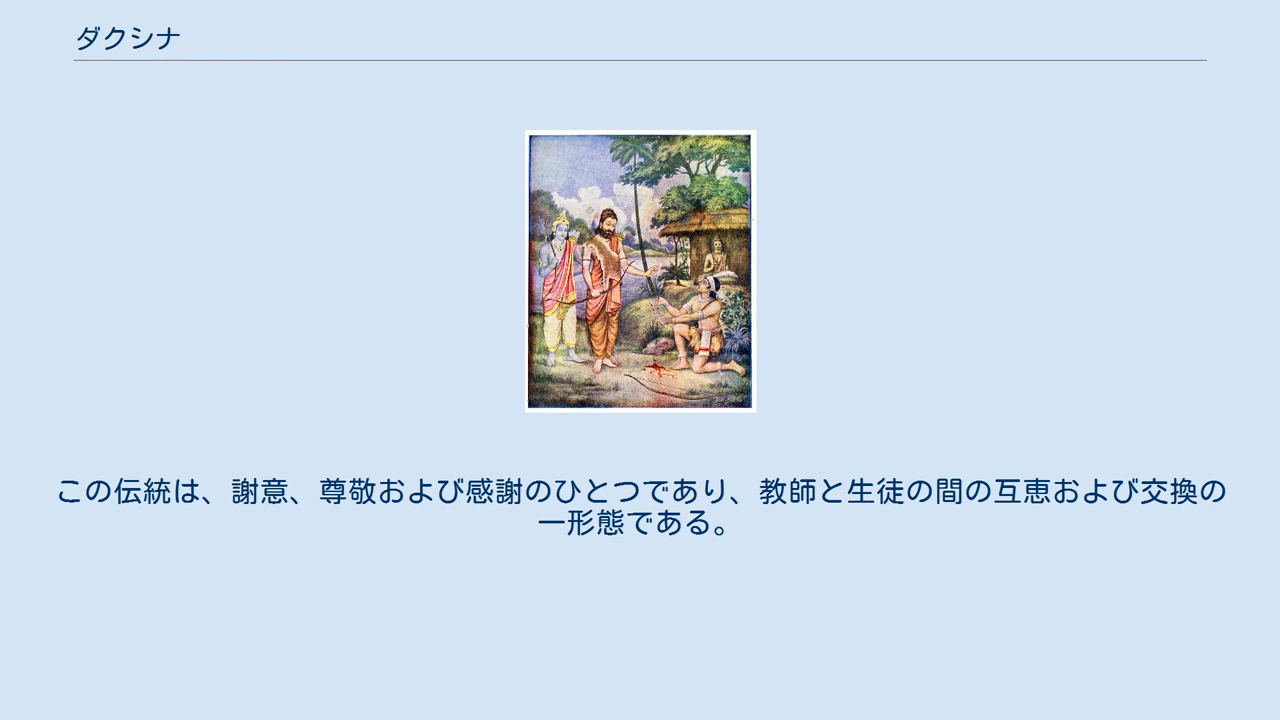 ダクシナ
この伝統は、謝意、尊敬および感謝のひとつであり、教師と生徒の間の互恵および交換の
一形態である。